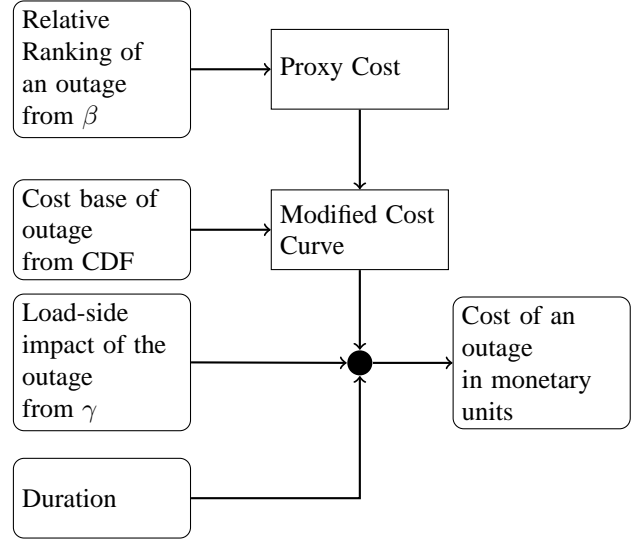 Relative
Ranking of
an outage
from β
Proxy Cost
Cost base of
outage
from CDF
Modified Cost
Curve
Load-side
impact of the
outage
from γ
Cost of an
outage
in monetary
units
Duration